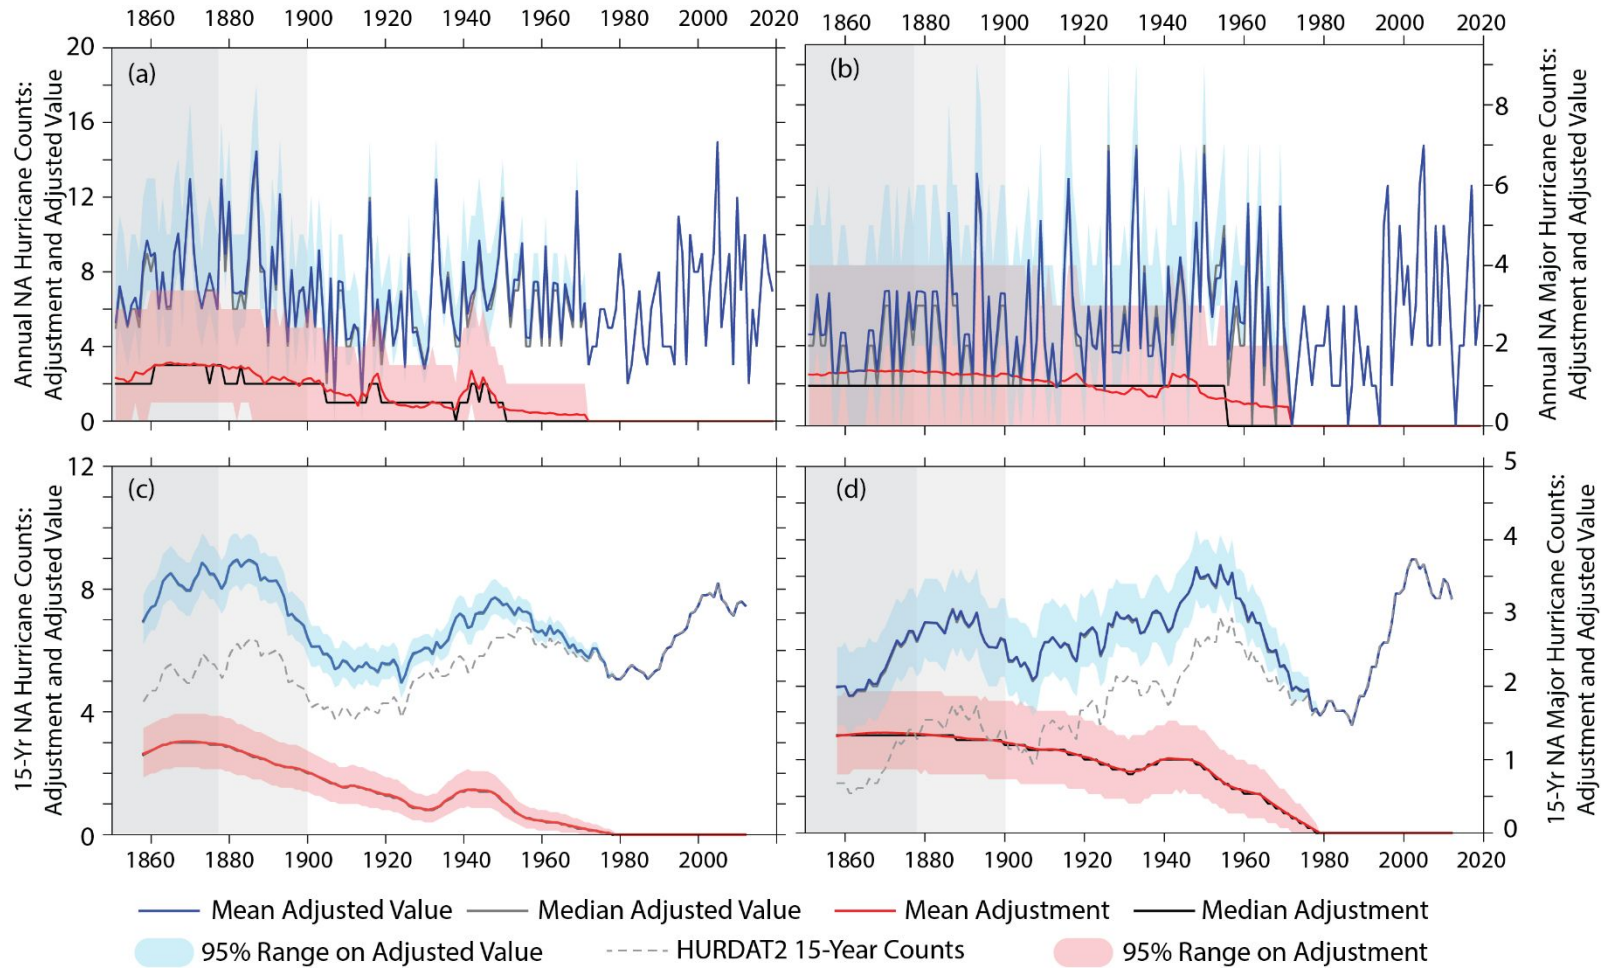 1860 1880 1900 1920 1940 1960 1980 2000 2020
1860 1880 1900 1920 1940 1960 1980 2000 2020
Annual NA Hurricane Counts:
Adjustment and Adjusted Value
20
16
12
8
4
0
(a)
(b)
8
6
4
2
0
Annual NA Major Hurricane Counts:
Adjustment and Adjusted Value
15-Yr NA Hurricane Counts:
Adjustment and Adjusted Value
12
8
4
0
(c)
(d)
5
4
3
2
1
0
15-Yr NA Major Hurricane Counts:
Adjustment and Adjusted Value
1860 1880 1900 1920 1940 1960 1980 2000
1860 1880 1900 1920 1940 1960 1980 2000 2020
Mean Adjusted Value Median Adjusted Value Mean Adjustment Median Adjustment
95% Range on Adjusted Value HURDAT2 15-Year Counts 95% Range on Adjustment